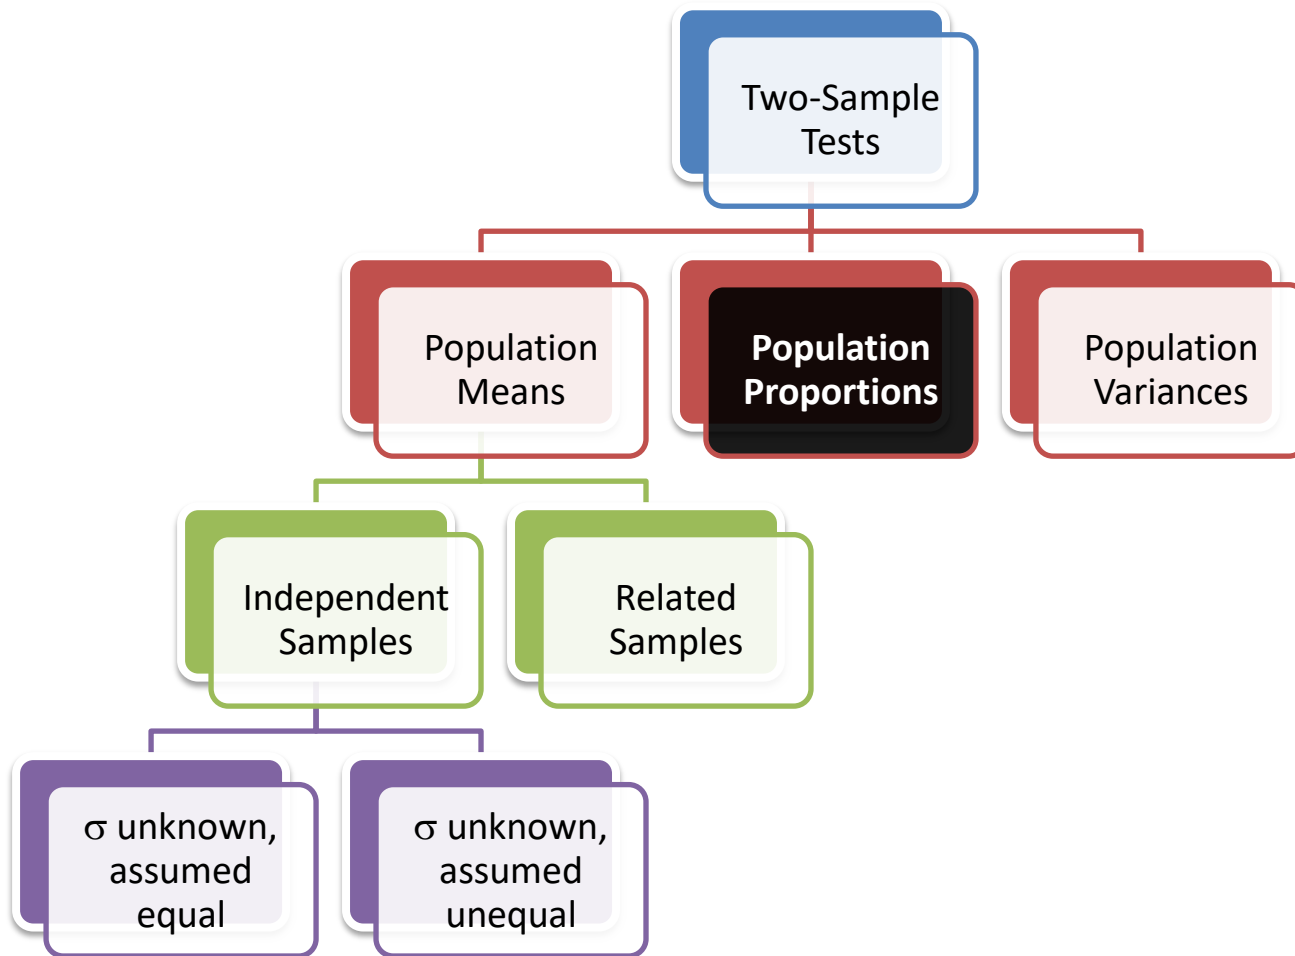 Two-Sample
Tests
Population
Means
Population
Proportions
Population
Variances
Independent
Samples
Related
Samples
σ unknown,
assumed
equal
σ unknown,
assumed
unequal